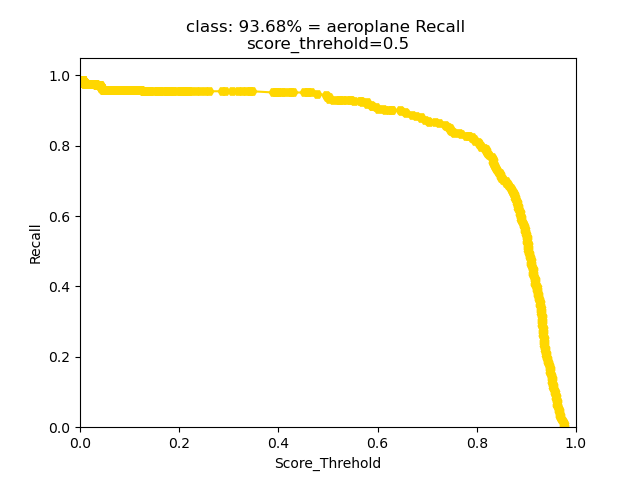 class: 93.68% = aeroplane Recall
score_threhold=0.5
1.0
0.8
0.6
0.4
0.2
0.0
Recall
0.0 0.2 0.4 0.6 0.8 1.0
Score_Threhold